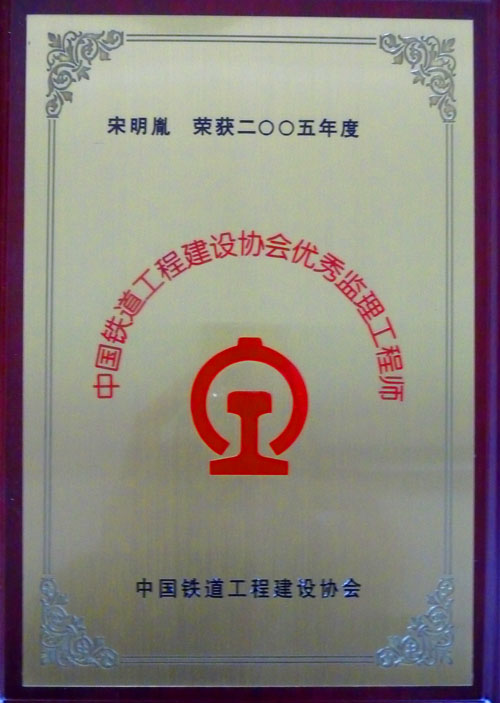 宋明胤 荣获二〇〇五年度
中国铁道工程建设协会优秀监理工程师
中国铁道工程建设协会